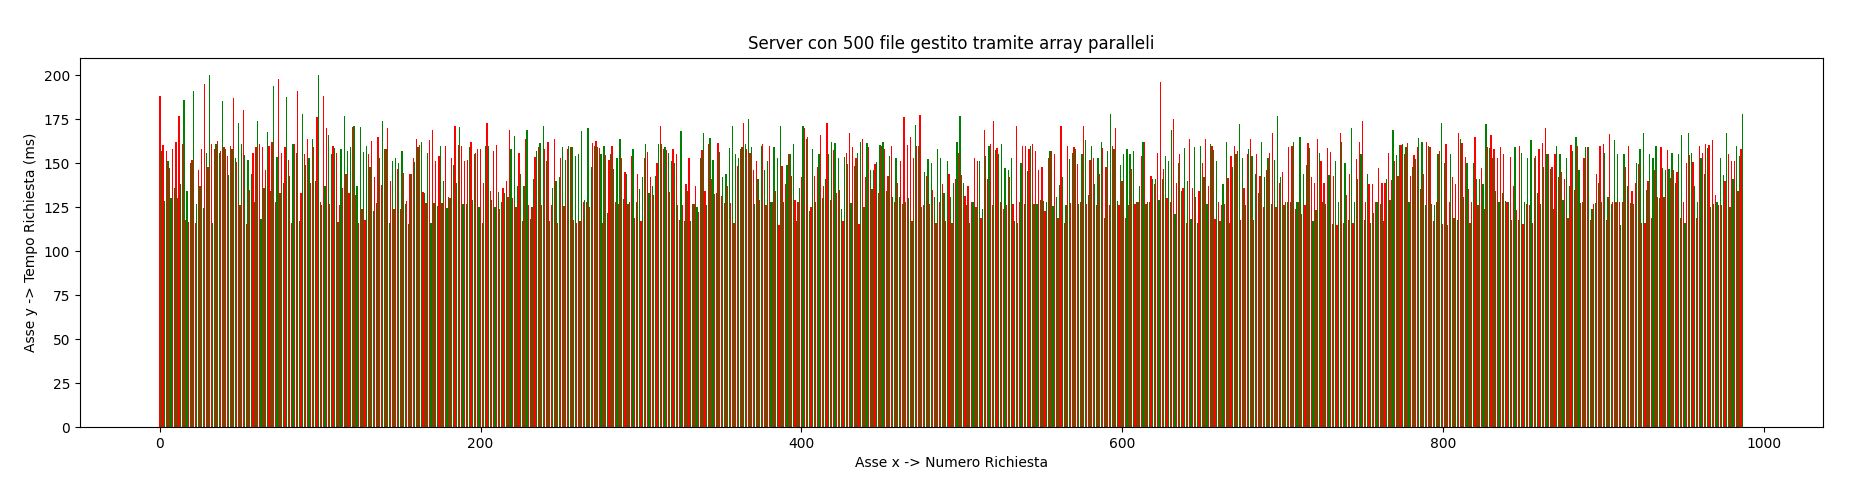 Server con 500 file gestito tramite array paralleli
Asse y -> Tempo Richiesta (ms)
200
175
150
125
100
75
50
25
0
0 200 400 600 800 1000
Asse x -> Numero Richiesta